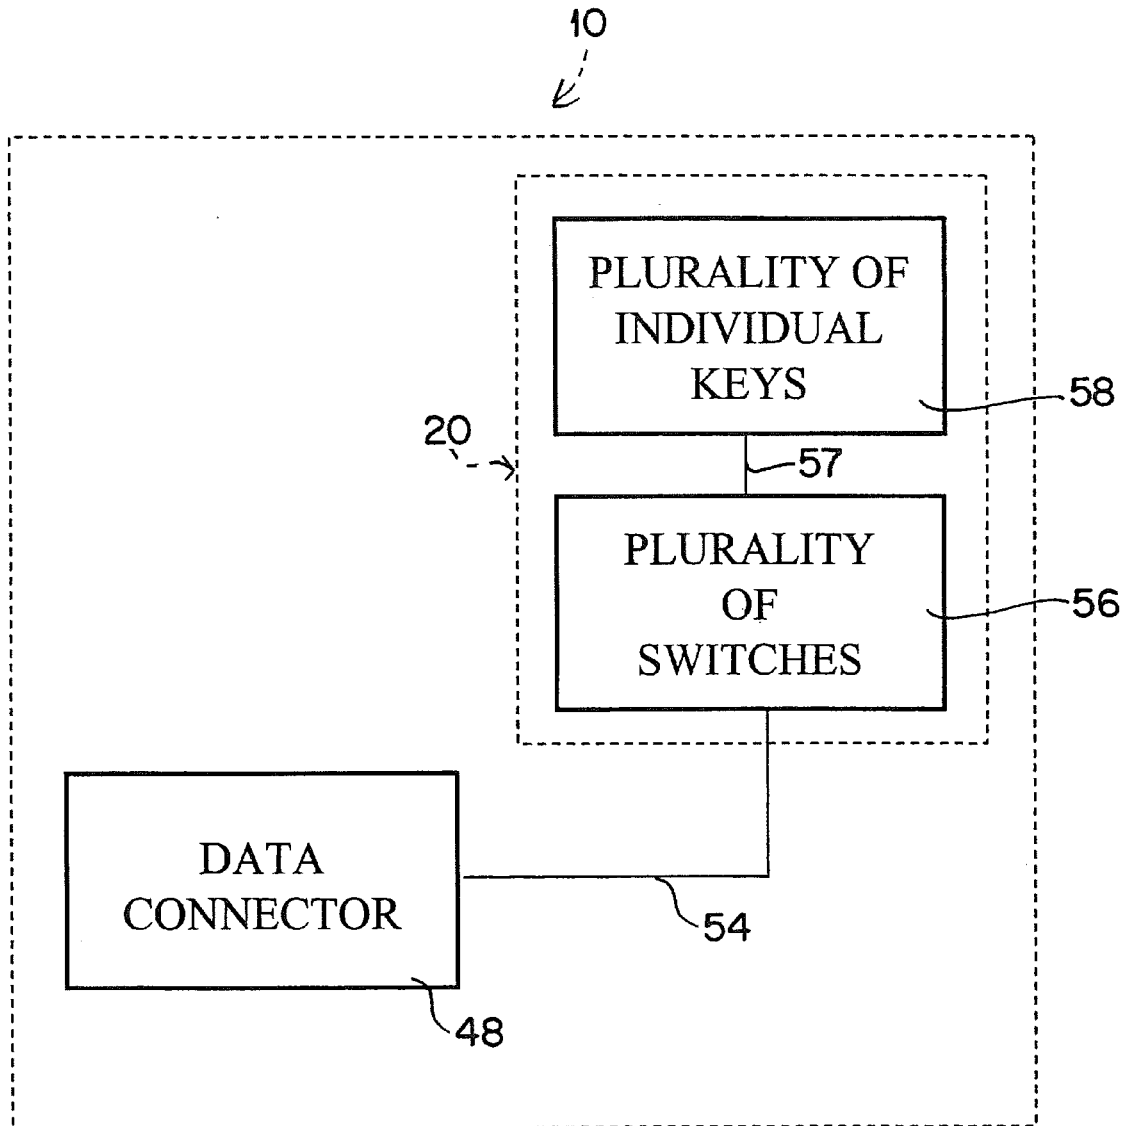 10
PLURALITY OF
INDIVIDUAL
KEYS
58
20
57
PLURALITY
OF
SWITCHES
56
DATA
CONNECTOR
54
48